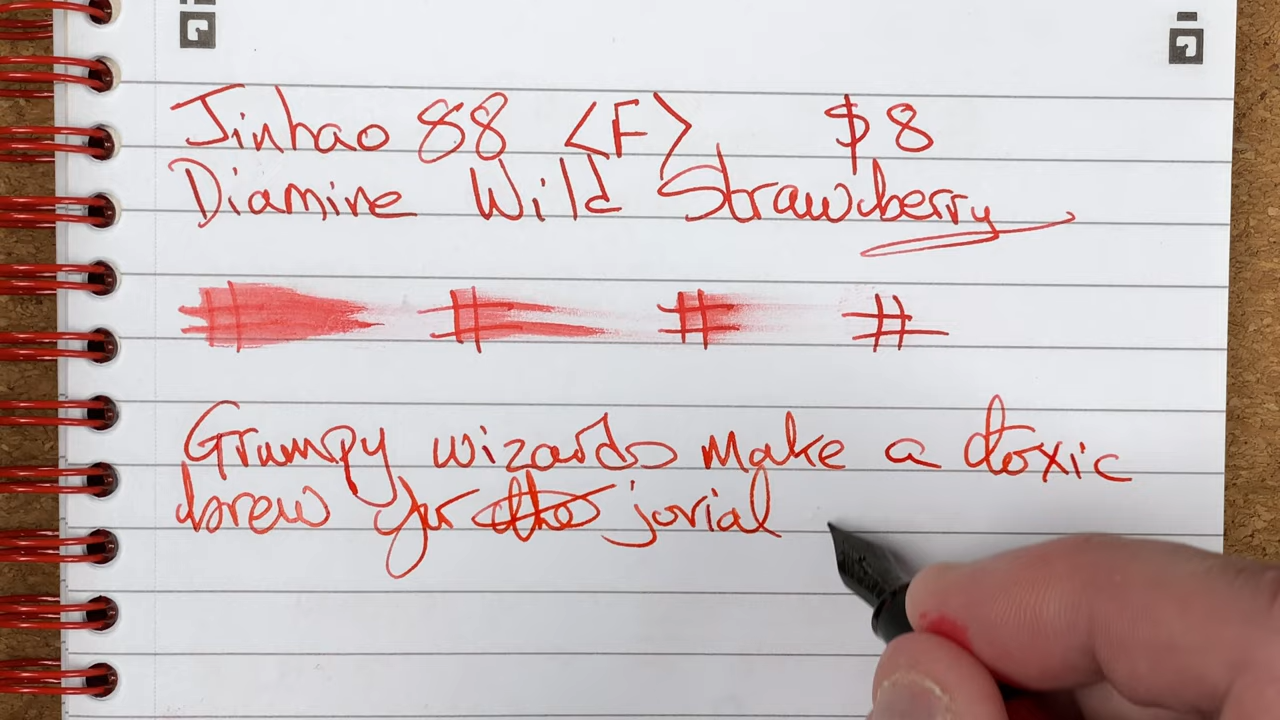 Jinhao 88 <F> $8
Diamine Wild Strawberry
# # # #
Grumpy wizards make a toxic
brew for the jovial